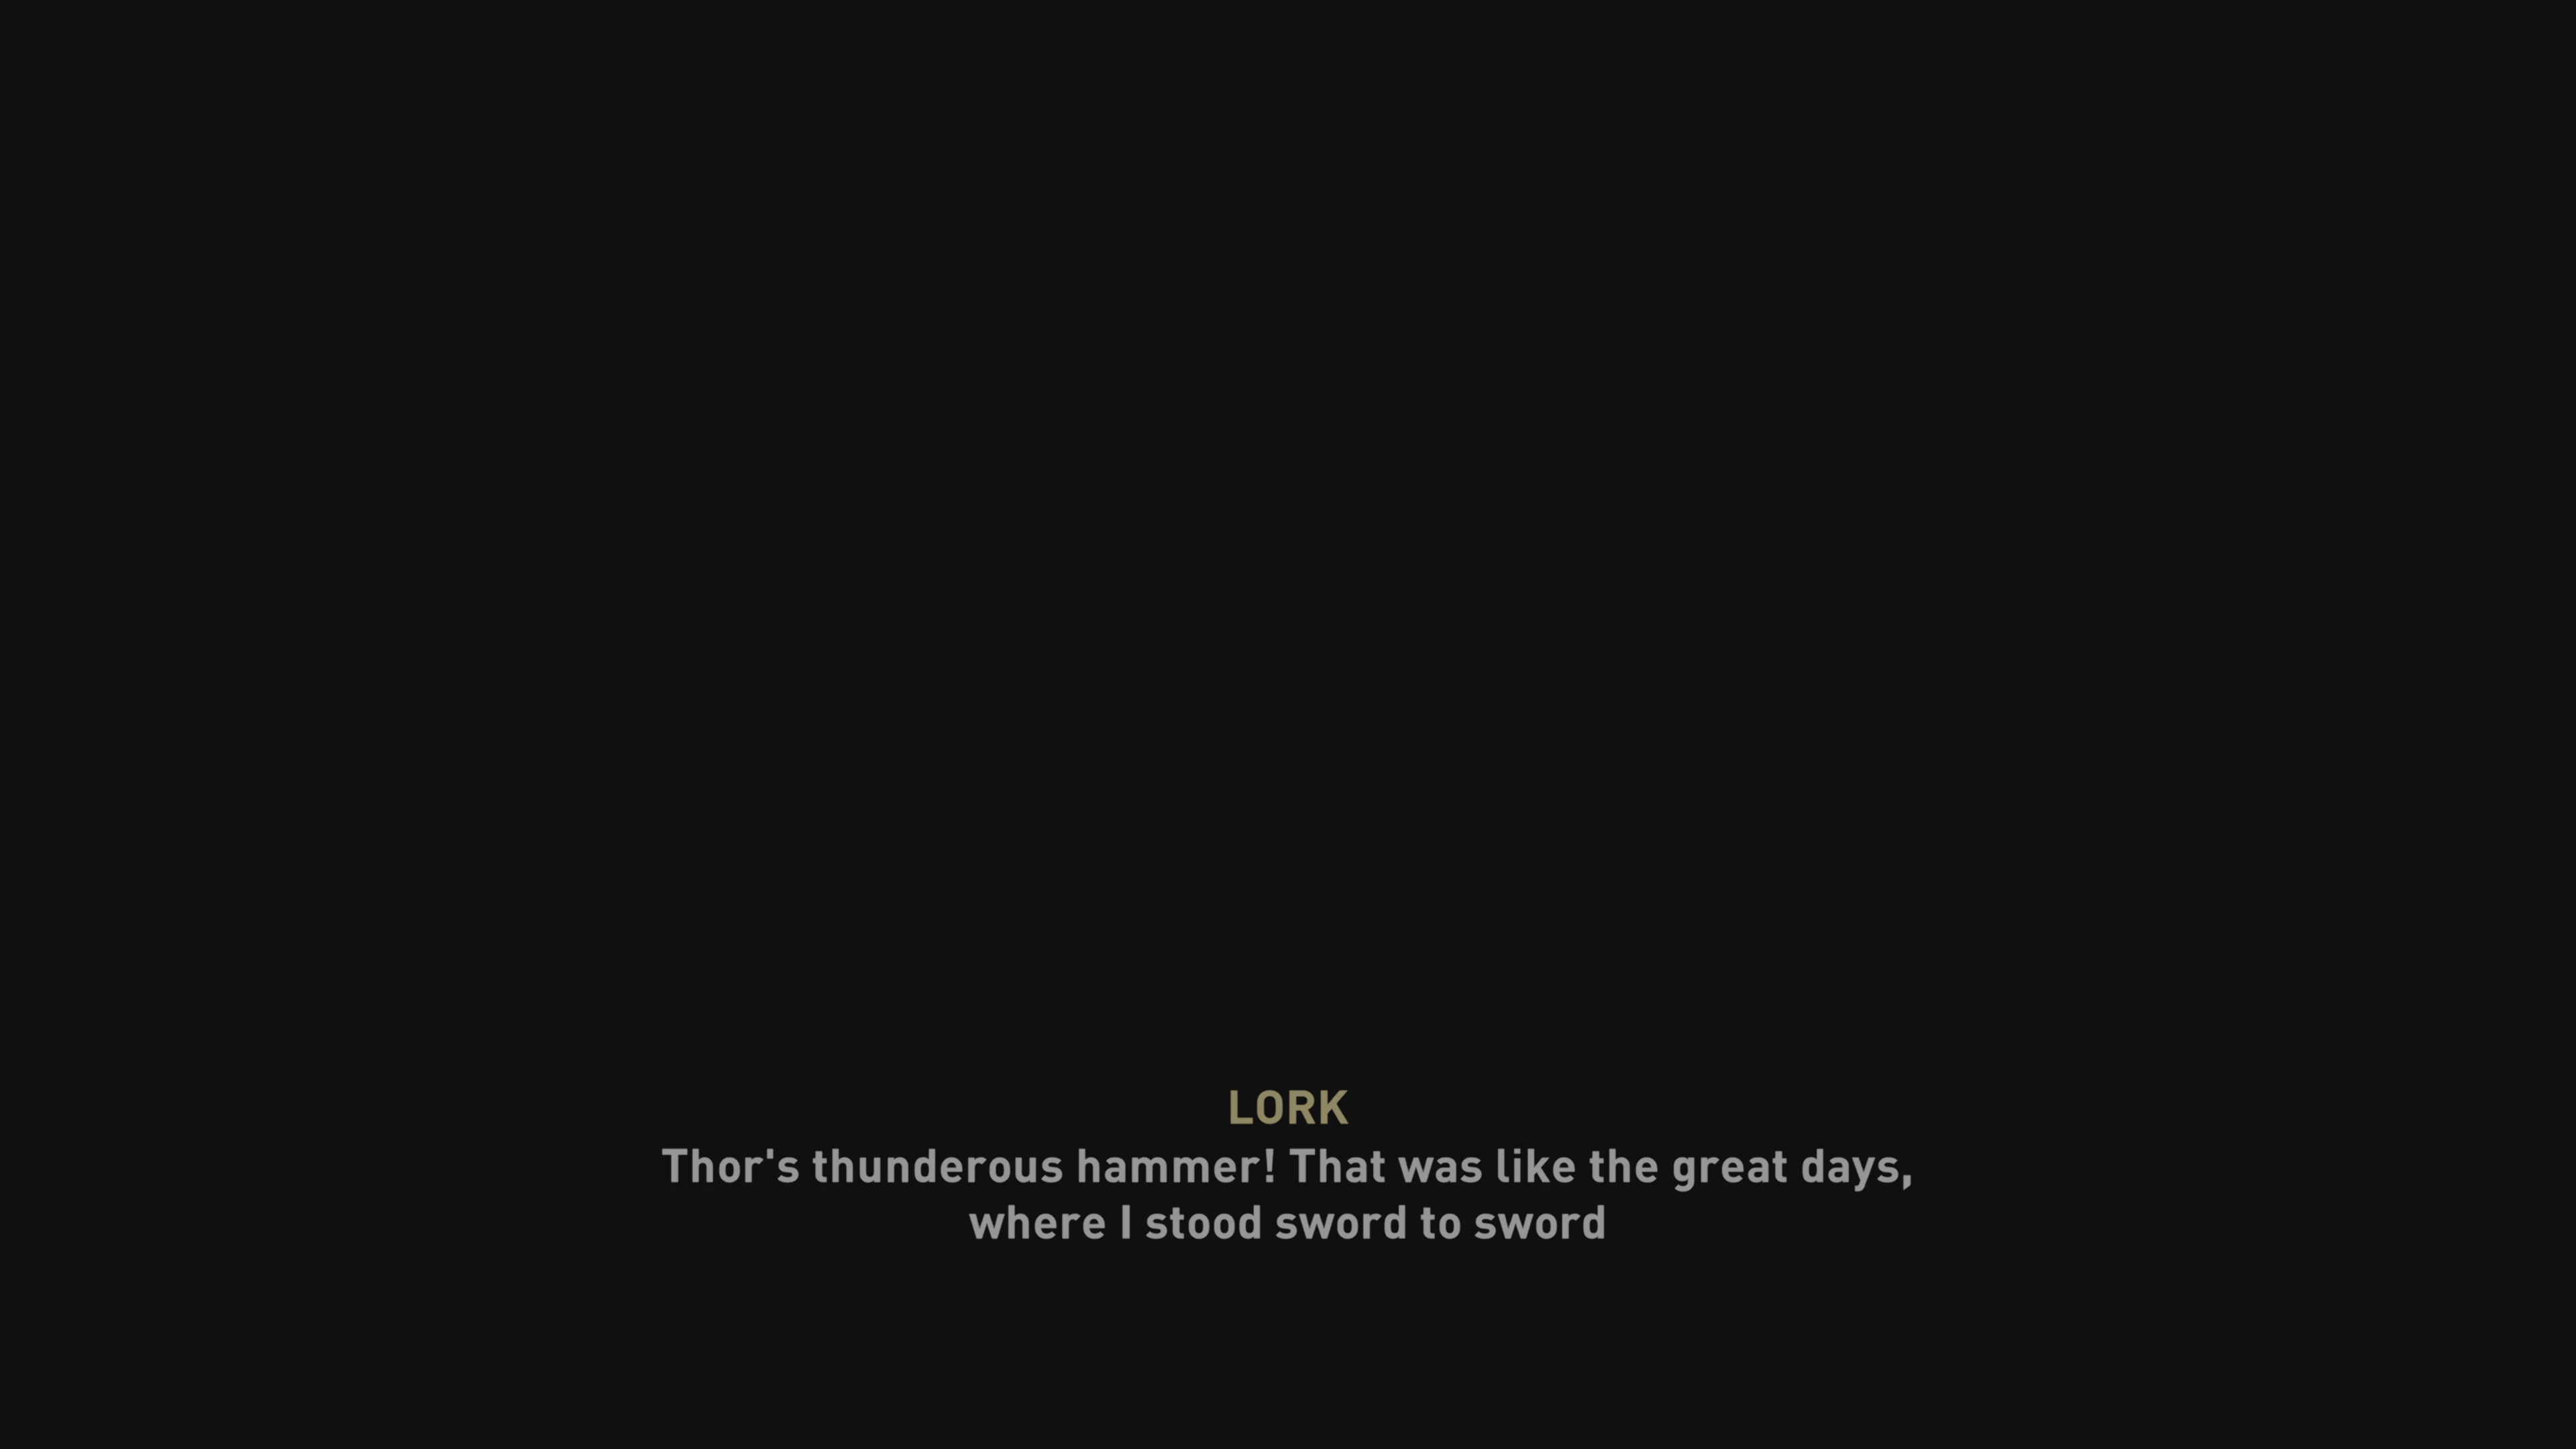 LORK
Thor's thunderous hammer! That was like the great days,
where I stood sword to sword